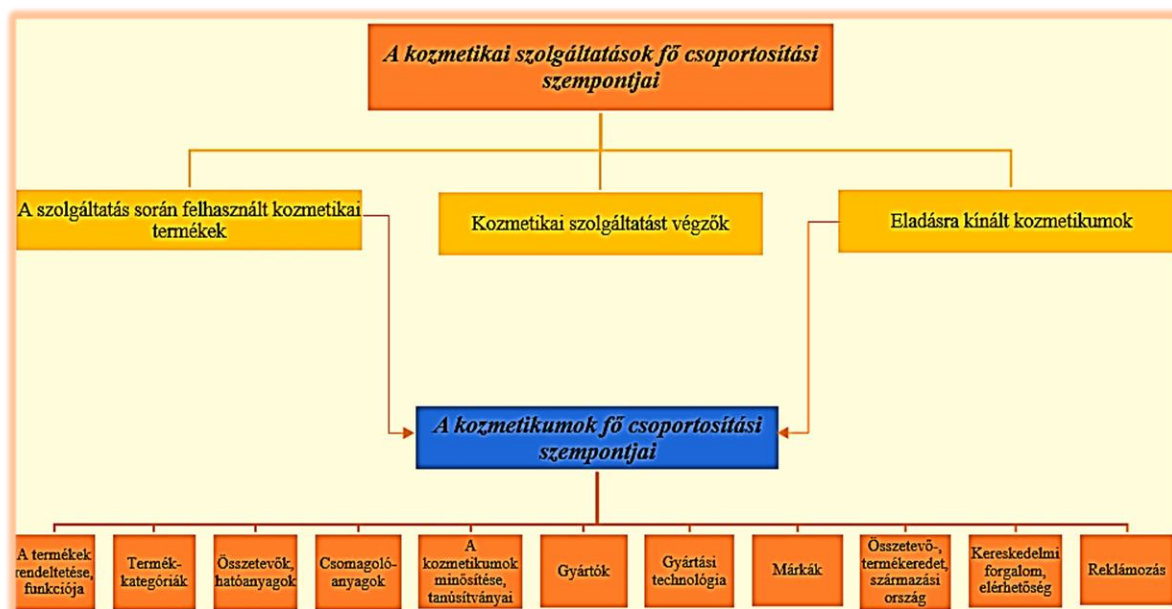 A kozmetikai szolgáltatások fő csoportosítási
szempontjai
A szolgáltatás során felhasznált kozmetikai
termékek
Kozmetikai szolgáltatást végzők
Eladásra kínált kozmetikumok
A kozmetikumok fő csoportosítási
szempontjai
A termékek
rendeltetése,
funkciója
Termék-
kategóriák
Összetevők,
hatóanyagok
Csomagoló-
anyagok
A
kozmetikumok
minősítése,
tanúsítványai
Gyártók
Gyártási
technológia
Márkák
Összetevő-,
termékeredet,
származási
ország
Kereskedelmi
forgalom,
elérhetőség
Reklámozás